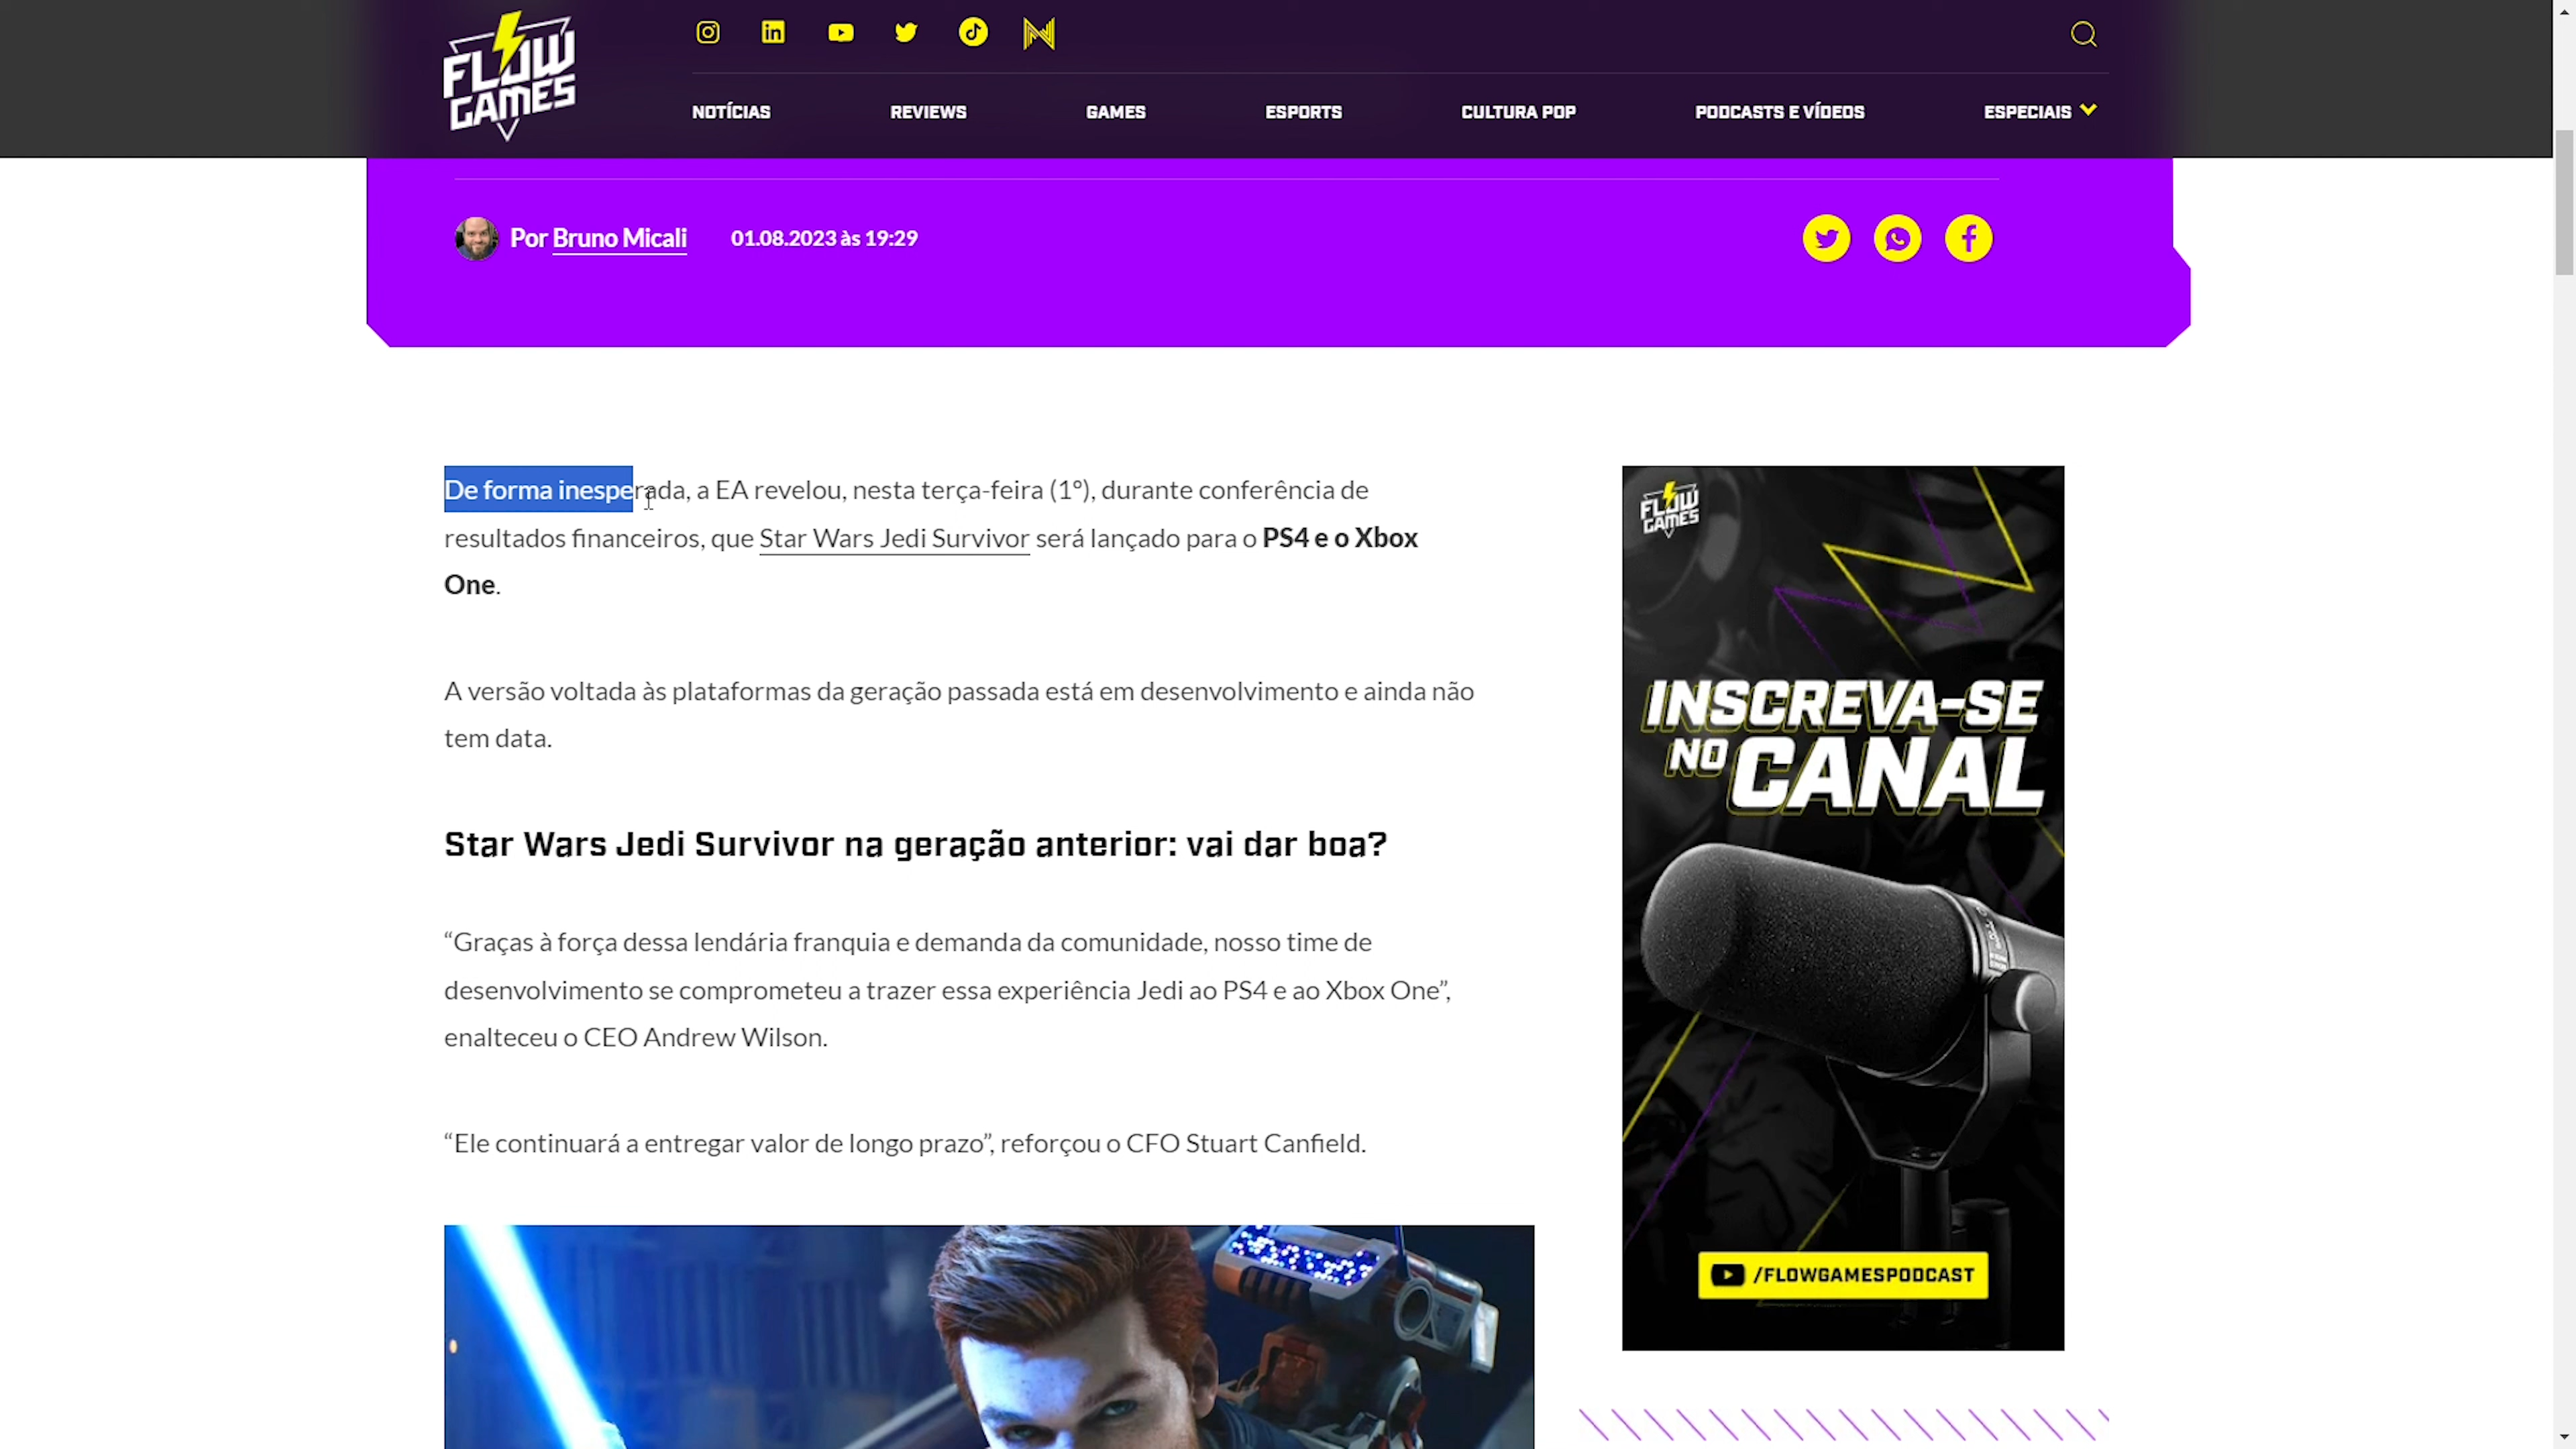 FLOW
GAMES
NOTÍCIAS
REVIEWS
GAMES
ESPORTS
CULTURA POP
PODCASTS E VÍDEOS
ESPECIAIS
Por Bruno Micali
01.08.2023 às 19:29
De forma inesperada, a EA revelou, nesta terça-feira (1º), durante conferência de
resultados financeiros, que Star Wars Jedi Survivor será lançado para o PS4 e o Xbox
One.
A versão voltada às plataformas da geração passada está em desenvolvimento e ainda não
tem data.
Star Wars Jedi Survivor na geração anterior: vai dar boa?
“Graças à força dessa lendária franquia e demanda da comunidade, nosso time de
desenvolvimento se comprometeu a trazer essa experiência Jedi ao PS4 e ao Xbox One”,
enalteceu o CEO Andrew Wilson.
“Ele continuará a entregar valor de longo prazo”, reforçou o CFO Stuart Canfield.
FLOW
GAMES
INSCREVA-SE
NO CANAL
/FLOWGAMESPODCAST